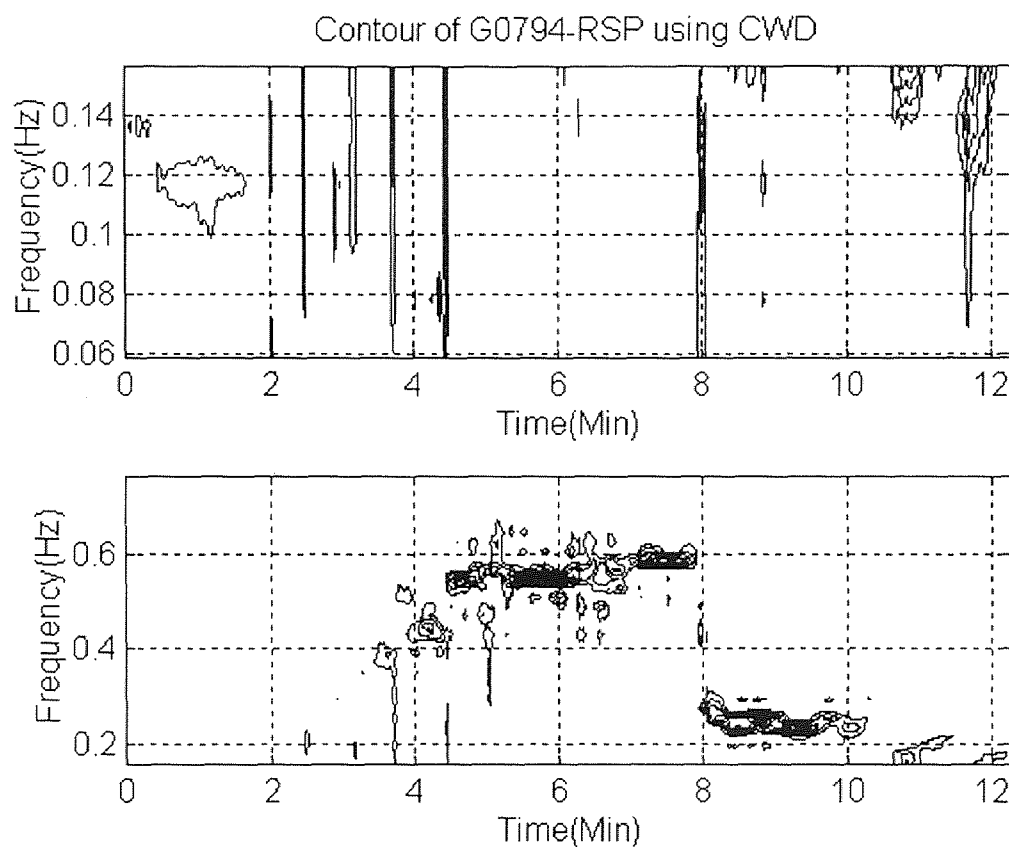 Contour of G0794-RSP using CWD
Frequency(Hz)
0.14
0.12
0.1
0.08
0.06
0 2 4 6 8 10 12
Time(Min)
Frequency(Hz)
0.6
0.4
0.2
0 2 4 6 8 10 12
Time(Min)